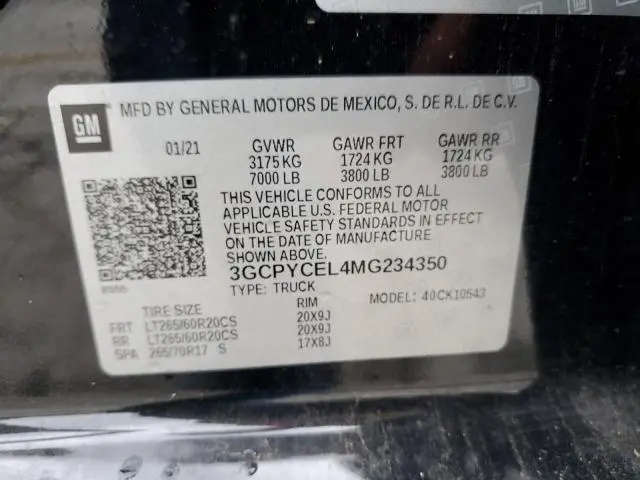 GM
MFD BY GENERAL MOTORS DE MEXICO, S. DE R.L. DE C.V.
01/21 GVWR GAWR FRT GAWR RR
3175 KG 1724 KG 1724 KG
7000 LB 3800 LB 3800 LB
THIS VEHICLE CONFORMS TO ALL
APPLICABLE U.S. FEDERAL MOTOR
VEHICLE SAFETY STANDARDS IN EFFECT
ON THE DATE OF MANUFACTURE
SHOWN ABOVE.
3GCPYCEL4MG234350
TYPE: TRUCK MODEL: 40CK10543
TIRE SIZE RIM
FRT LT265/60R20CS 20X9J
RR LT265/60R20CS 20X9J
SPA 265/70R17 S 17X8J